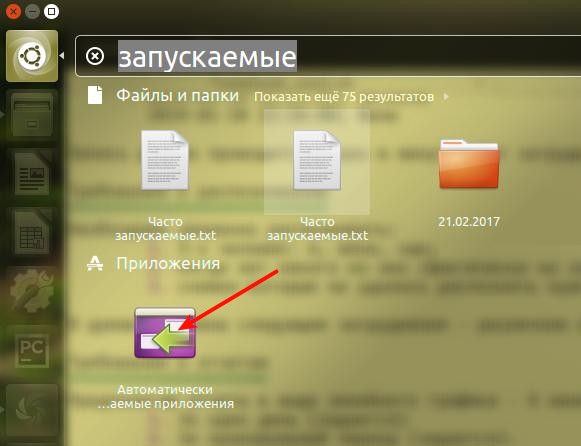 запускаемые
Файлы и папки Показать ещё 75 результатов
Часто
запускаемые.txt
Часто
запускаемые.txt
21.02.2017
Приложения
PC
Автоматически
...аемые приложения